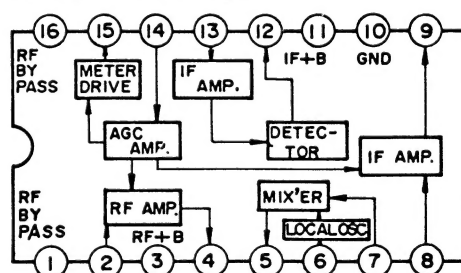 16 15 14 13 12 11 10 9
RF BY PASS
METER DRIVE
IF AMP.
IF+B
GND
DETEC-TOR
AGC AMP.
IF AMP.
RF BY PASS
RF AMP.
RF+B
MIX'ER
LOCALOSC.
1 2 3 4 5 6 7 8